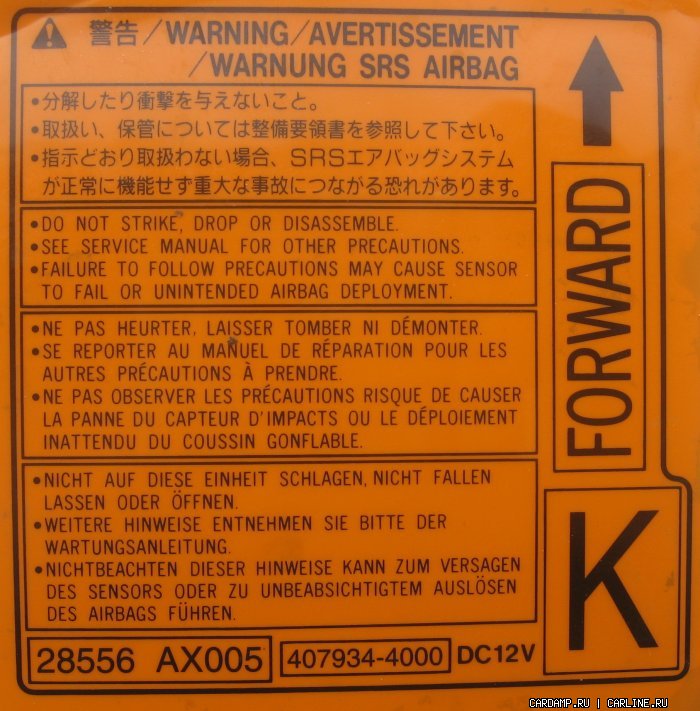 警告/WARNING/AVERTISSEMENT
/WARNUNG SRS AIRBAG
•分解したり衝撃を与えないこと。
•取扱い、保管については整備要領書を参照して下さい。
•指示どおり取扱わない場合、SRSエアバッグシステム
が正常に機能せず重大な事故につながる恐れがあります。
•DO NOT STRIKE, DROP OR DISASSEMBLE.
•SEE SERVICE MANUAL FOR OTHER PRECAUTIONS.
•FAILURE TO FOLLOW PRECAUTIONS MAY CAUSE SENSOR
TO FAIL OR UNINTENDED AIRBAG DEPLOYMENT.
•NE PAS HEURTER, LAISSER TOMBER NI DÉMONTER.
•SE REPORTER AU MANUEL DE RÉPARATION POUR LES
AUTRES PRÉCAUTIONS À PRENDRE.
•NE PAS OBSERVER LES PRÉCAUTIONS RISQUE DE CAUSER
LA PANNE DU CAPTEUR D'IMPACTS OU LE DÉPLOIEMENT
INATTENDU DU COUSSIN GONFLABLE.
•NICHT AUF DIESE EINHEIT SCHLAGEN, NICHT FALLEN
LASSEN ODER ÖFFNEN.
•WEITERE HINWEISE ENTNEHMEN SIE BITTE DER
WARTUNGSANLEITUNG.
•NICHTBEACHTEN DIESER HINWEISE KANN ZUM VERSAGEN
DES SENSORS ODER ZU UNBEABSICHTIGTEM AUSLÖSEN
DES AIRBAGS FÜHREN.
28556 AX005
407934-4000
DC12V
FORWARD
K
CARDAMP.RU | CARLINE.RU